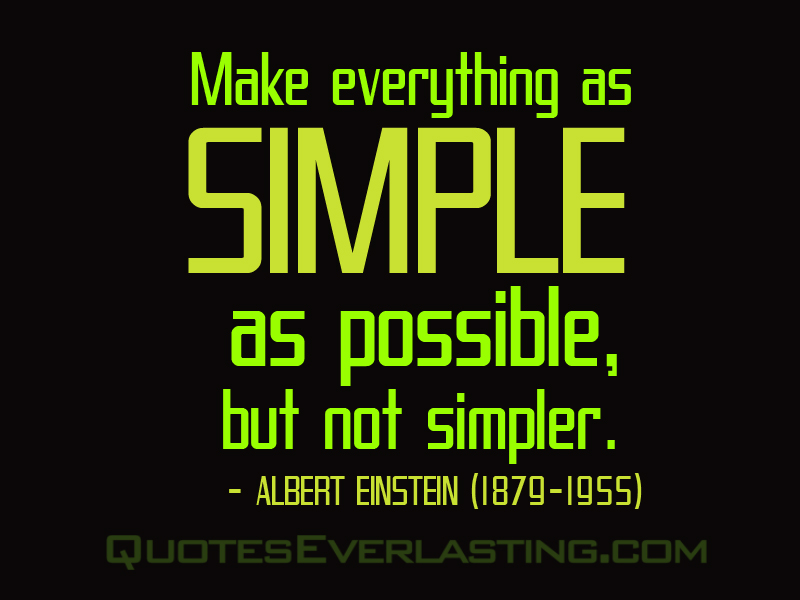 Make everything as
SIMPLE
as possible,
but not simpler.
- ALBERT EINSTEIN (1879-1955)
QUOTESEVERLASTING.COM